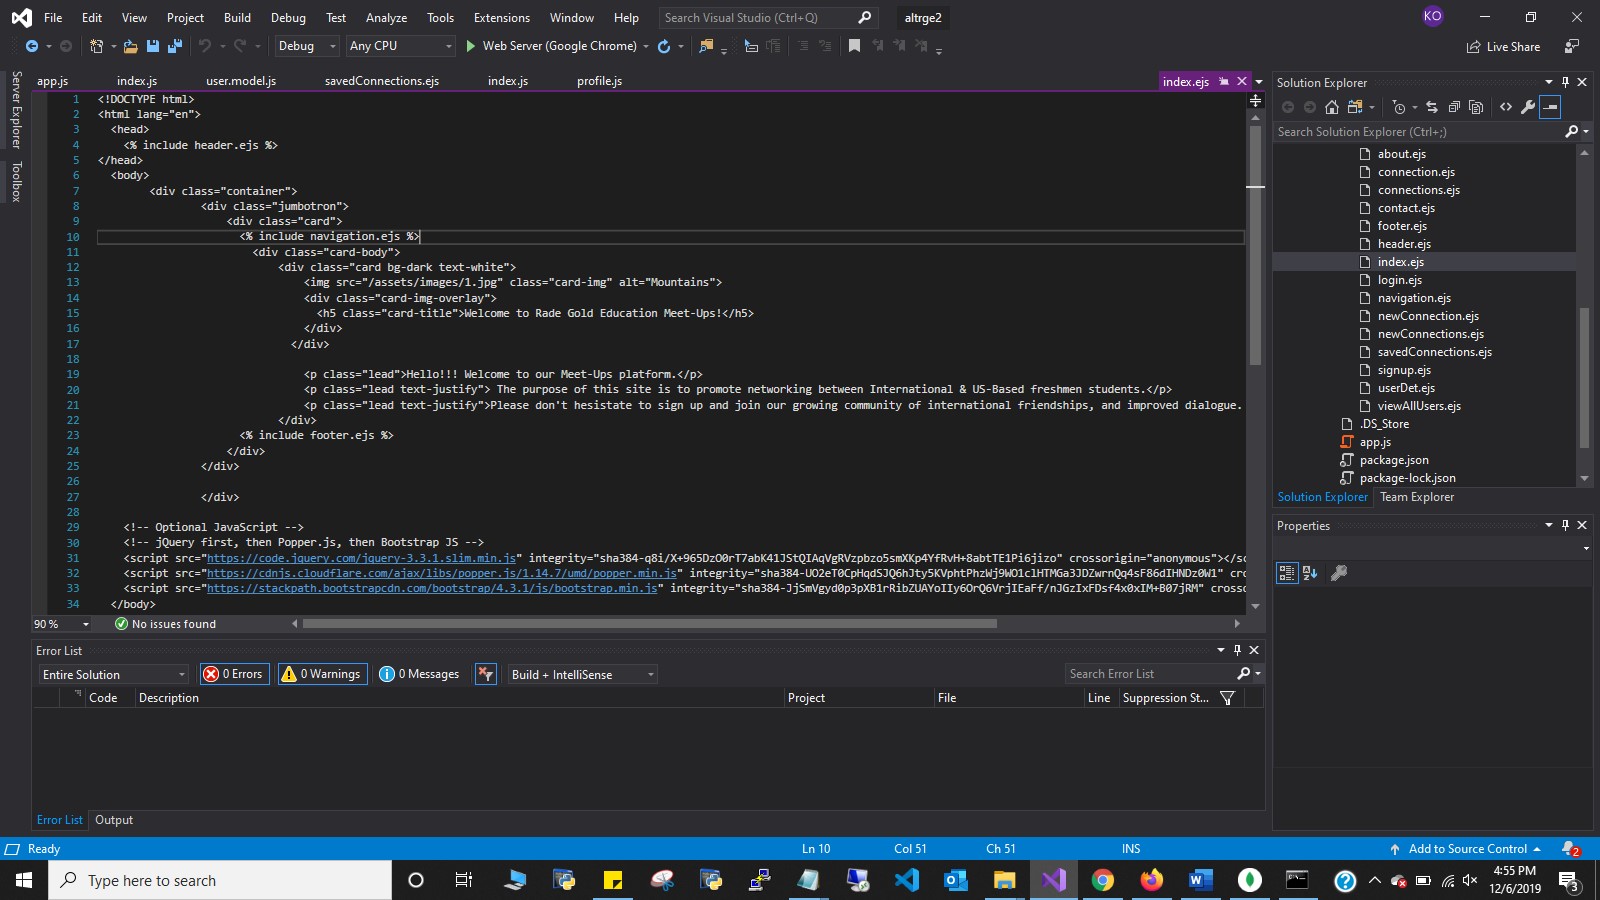 File Edit View Project Build Debug Test Analyze Tools Extensions Window Help Search Visual Studio (Ctrl+Q) altrge2 KO
Debug Any CPU Web Server (Google Chrome) Live Share
Server Explorer
Toolbox
app.js index.js user.model.js savedConnections.ejs index.js profile.js index.ejs
1 <!DOCTYPE html>
2 <html lang="en">
3 <head>
4 <% include header.ejs %>
5 </head>
6 <body>
7 <div class="container">
8 <div class="jumbotron">
9 <div class="card">
10 <% include navigation.ejs %>
11 <div class="card-body">
12 <div class="card bg-dark text-white">
13 <img src="/assets/images/1.jpg" class="card-img" alt="Mountains">
14 <div class="card-img-overlay">
15 <h5 class="card-title">Welcome to Rade Gold Education Meet-Ups!</h5>
16 </div>
17 </div>
18
19 <p class="lead">Hello!!! Welcome to our Meet-Ups platform.</p>
20 <p class="lead text-justify"> The purpose of this site is to promote networking between International & US-Based freshmen students.</p>
21 <p class="lead text-justify">Please don't hesistate to sign up and join our growing community of international friendships, and improved dialogue.
22 </div>
23 <% include footer.ejs %>
24 </div>
25 </div>
26
27 </div>
28
29 <!-- Optional JavaScript -->
30 <!-- jQuery first, then Popper.js, then Bootstrap JS -->
31 <script src="https://code.jquery.com/jquery-3.3.1.slim.min.js" integrity="sha384-q8i/X+965DzO0rT7abK41JStQIAqVgRVzpbzo5smXKp4YfRvH+8abtTE1Pi6jizo" crossorigin="anonymous"></sc
32 <script src="https://cdnjs.cloudflare.com/ajax/libs/popper.js/1.14.7/umd/popper.min.js" integrity="sha384-UO2eT0CpHqdSJQ6hJty5KVphtPhzWj9WO1clHTMGa3JDZwrnQq4sF86dIHNDz0W1" cro
33 <script src="https://stackpath.bootstrapcdn.com/bootstrap/4.3.1/js/bootstrap.min.js" integrity="sha384-JjSmVgyd0p3pXB1rRibZUAYoIIy6OrQ6VrjIEaFf/nJGzIxFDsf4x0xIM+B07jRM" cross
34 </body>
90 % No issues found
Solution Explorer
Search Solution Explorer (Ctrl+;)
about.ejs
connection.ejs
connections.ejs
contact.ejs
footer.ejs
header.ejs
index.ejs
login.ejs
navigation.ejs
newConnection.ejs
newConnections.ejs
savedConnections.ejs
signup.ejs
userDet.ejs
viewAllUsers.ejs
.DS_Store
app.js
package.json
package-lock.json
Solution Explorer Team Explorer
Properties
Error List
Entire Solution 0 Errors 0 Warnings 0 Messages Build + IntelliSense Search Error List
Code Description Project File Line Suppression St...
Error List Output
Ready Ln 10 Col 51 Ch 51 INS Add to Source Control 2
Type here to search
4:55 PM
12/6/2019
3